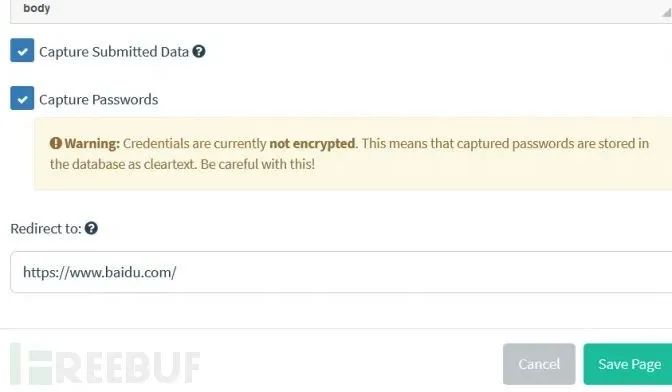 body
Capture Submitted Data
Capture Passwords
Warning: Credentials are currently not encrypted. This means that captured passwords are stored in
the database as cleartext. Be careful with this!
Redirect to:
https://www.baidu.com/
FREEBUF
Cancel
Save Page